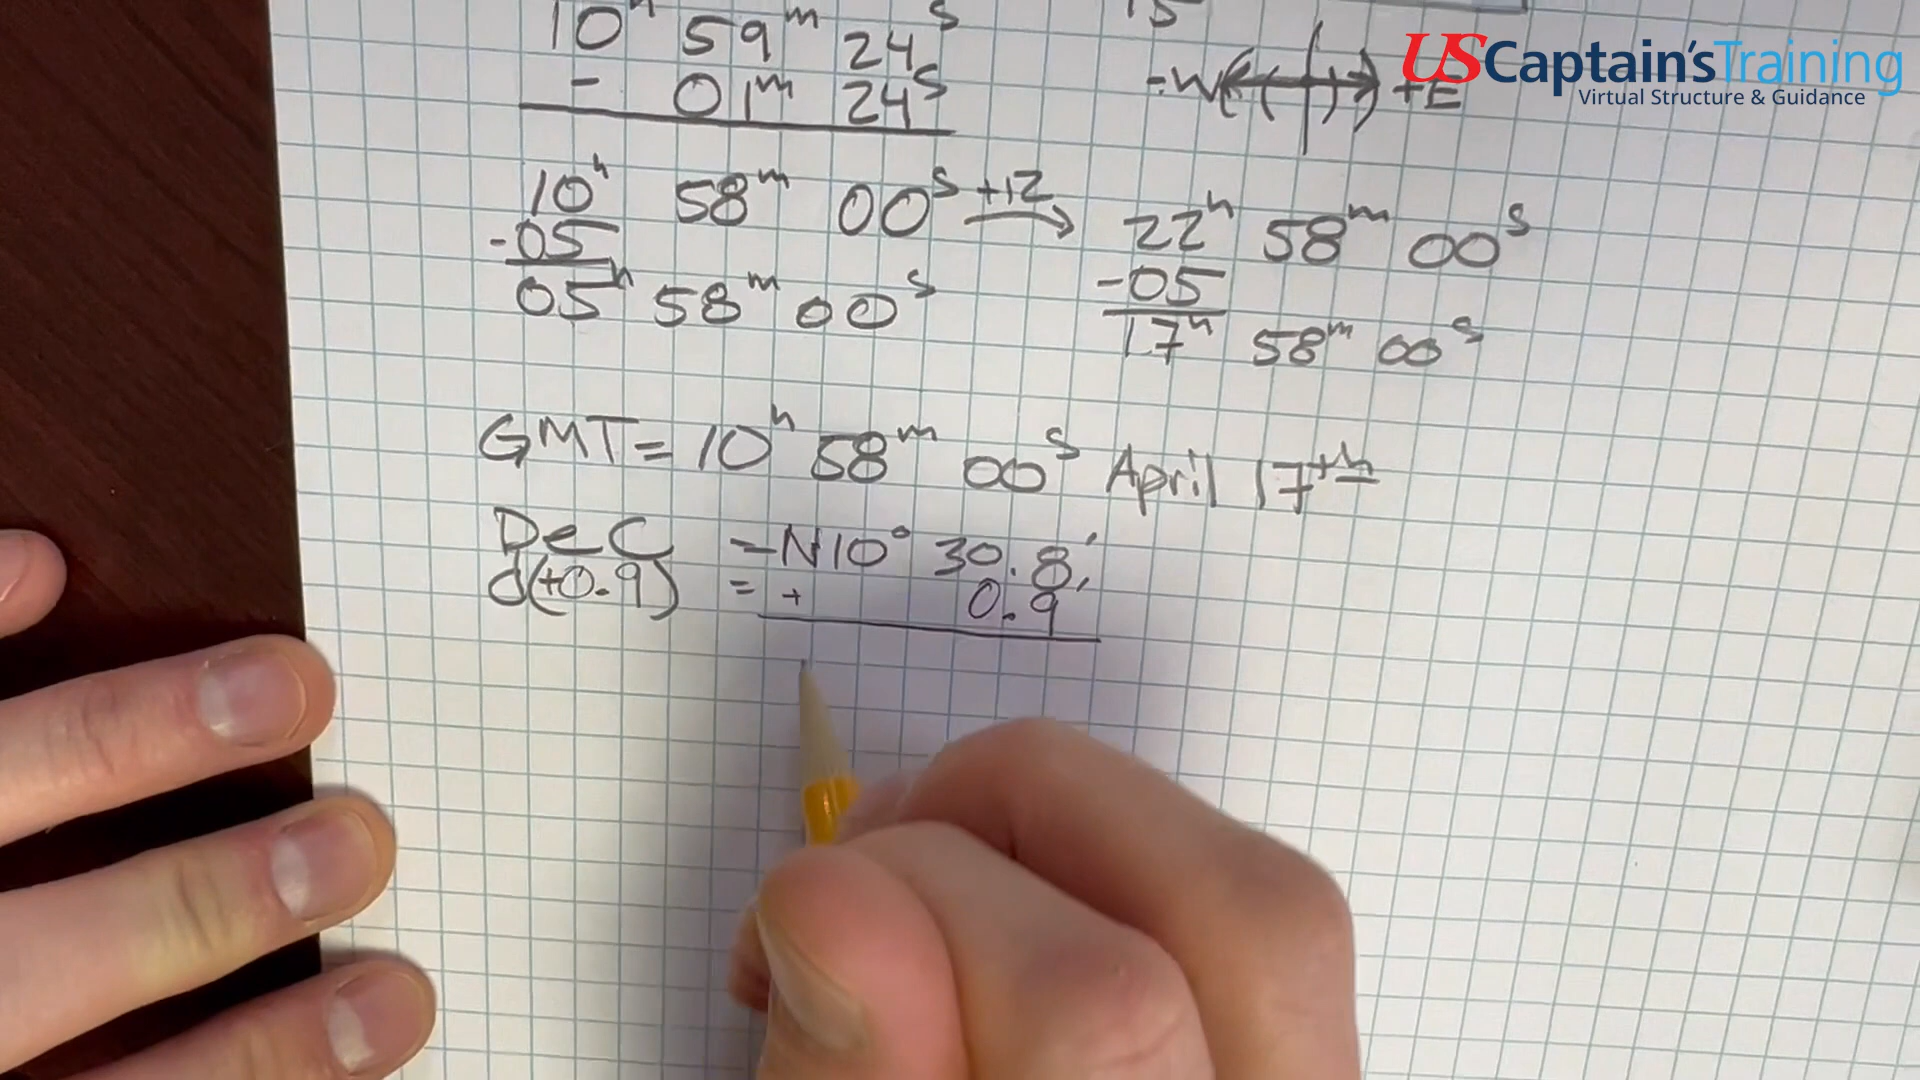 10h 59m 24s
- 01m 24s
10h 58m 00s +12 →
-05
05h 58m 00s
15
-W +E
22h 58m 00s
-05
17h 58m 00s
GMT= 10h 58m 00s April 17th
Dec = N10° 30.8'
d(+0.9) = + 0.9'
USCaptain'sTraining
Virtual Structure & Guidance